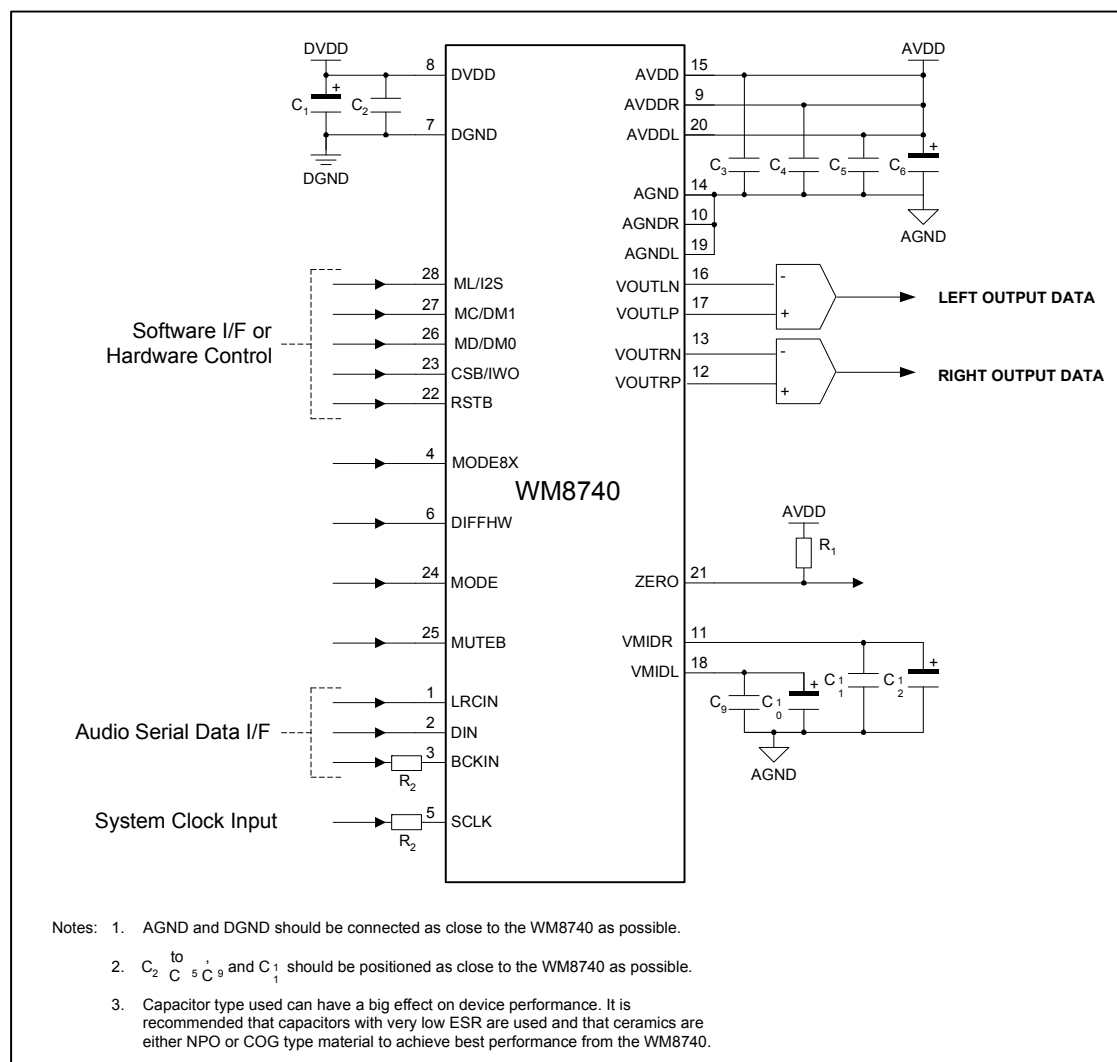 DVDD
8 DVDD
C1 +
C2
7 DGND
DGND
AVDD
AVDD 15
AVDDR 9
AVDDL 20
C3 C4 C5 C6 +
AGND 14
AGNDR 10
AGNDL 19
AGND
Software I/F or
Hardware Control
28 ML/I2S
27 MC/DM1
26 MD/DM0
23 CSB/IWO
22 RSTB
VOUTLN 16 -
VOUTLP 17 +
LEFT OUTPUT DATA
VOUTRN 13 -
VOUTRP 12 +
RIGHT OUTPUT DATA
4 MODE8X
WM8740
6 DIFFHW
24 MODE
25 MUTEB
AVDD
R1
ZERO 21
VMIDR 11
VMIDL 18
C9 C10 + C11 C12 +
AGND
Audio Serial Data I/F
1 LRCIN
2 DIN
3 BCKIN
R2
System Clock Input
5 SCLK
R2
Notes: 1. AGND and DGND should be connected as close to the WM8740 as possible.
2. C2 to C5, C9 and C11 should be positioned as close to the WM8740 as possible.
3. Capacitor type used can have a big effect on device performance. It is
recommended that capacitors with very low ESR are used and that ceramics are
either NPO or COG type material to achieve best performance from the WM8740.